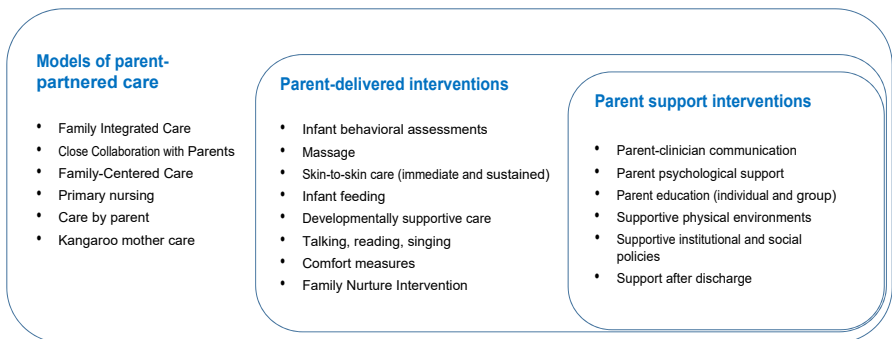 Models of parent-
partnered care
• Family Integrated Care
• Close Collaboration with Parents
• Family-Centered Care
• Primary nursing
• Care by parent
• Kangaroo mother care
Parent-delivered interventions
• Infant behavioral assessments
• Massage
• Skin-to-skin care (immediate and sustained)
• Infant feeding
• Developmentally supportive care
• Talking, reading, singing
• Comfort measures
• Family Nurture Intervention
Parent support interventions
• Parent-clinician communication
• Parent psychological support
• Parent education (individual and group)
• Supportive physical environments
• Supportive institutional and social
policies
• Support after discharge